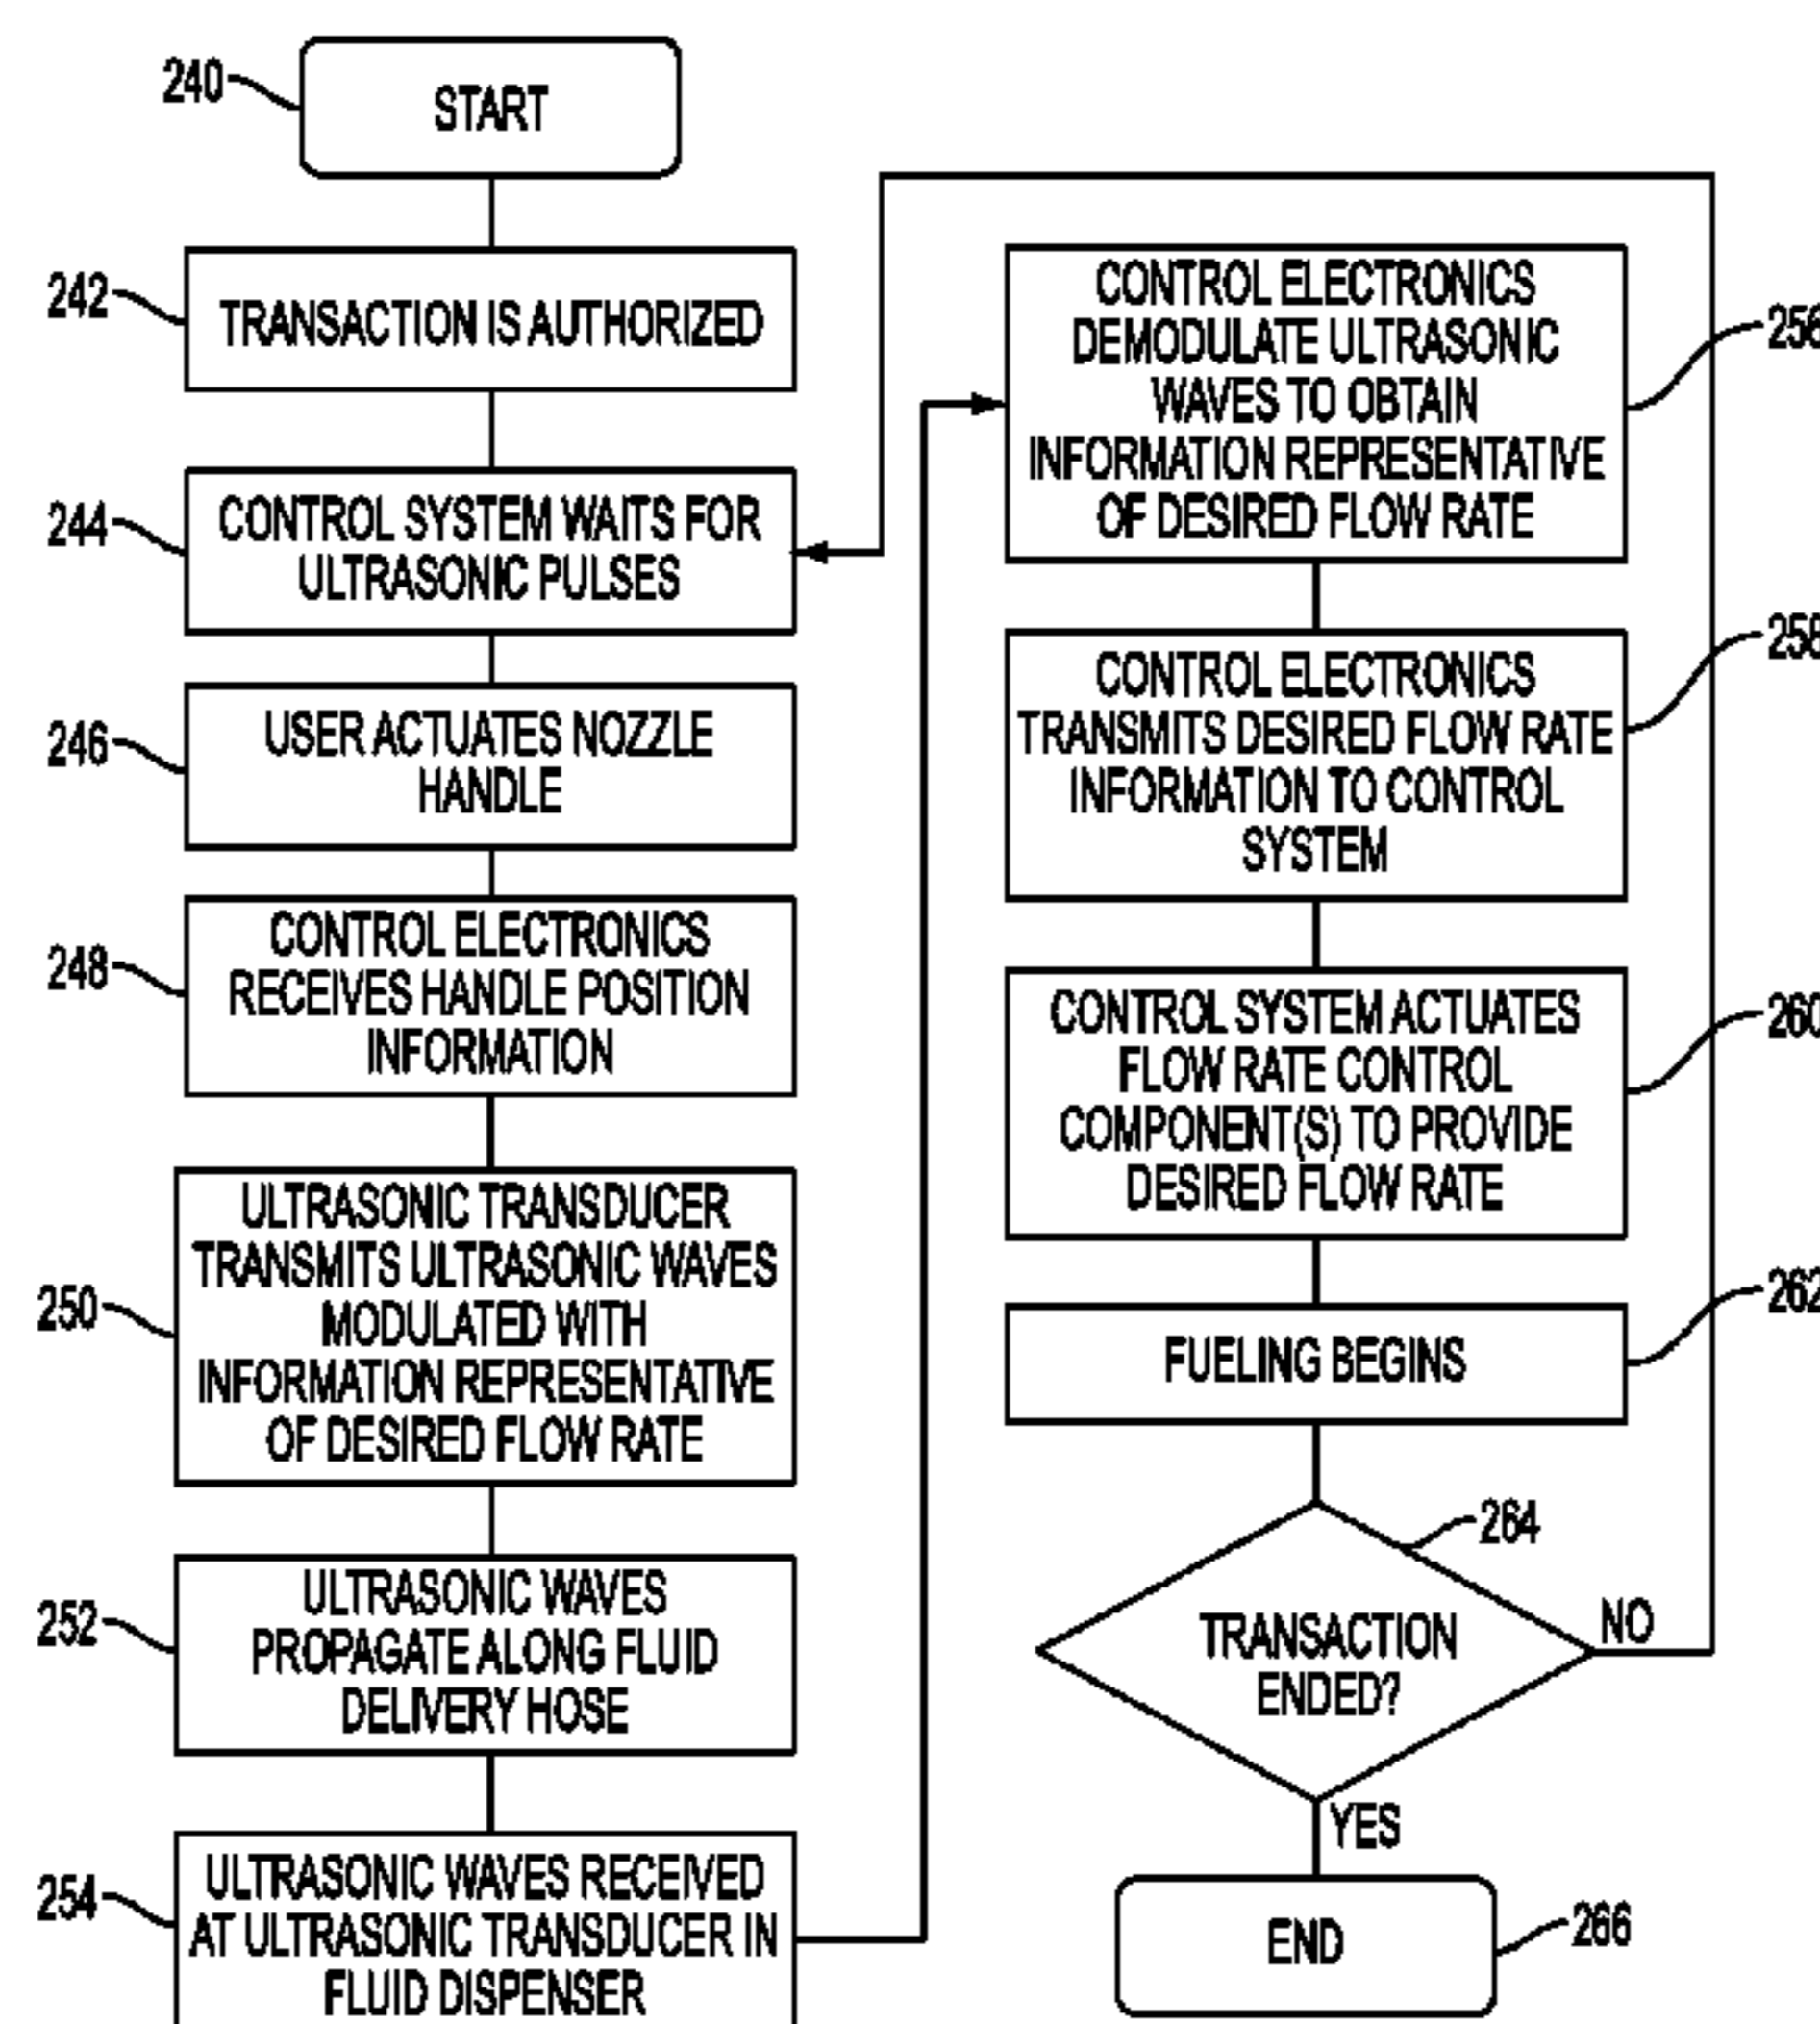 240
START
242
TRANSACTION IS AUTHORIZED
244
CONTROL SYSTEM WAITS FOR
ULTRASONIC PULSES
246
USER ACTUATES NOZZLE
HANDLE
248
CONTROL ELECTRONICS
RECEIVES HANDLE POSITION
INFORMATION
250
ULTRASONIC TRANSDUCER
TRANSMITS ULTRASONIC WAVES
MODULATED WITH
INFORMATION REPRESENTATIVE
OF DESIRED FLOW RATE
252
ULTRASONIC WAVES
PROPAGATE ALONG FLUID
DELIVERY HOSE
254
ULTRASONIC WAVES RECEIVED
AT ULTRASONIC TRANSDUCER IN
FLUID DISPENSER
CONTROL ELECTRONICS
DEMODULATE ULTRASONIC
WAVES TO OBTAIN
INFORMATION REPRESENTATIVE
OF DESIRED FLOW RATE
256
CONTROL ELECTRONICS
TRANSMITS DESIRED FLOW RATE
INFORMATION TO CONTROL
SYSTEM
258
CONTROL SYSTEM ACTUATES
FLOW RATE CONTROL
COMPONENT(S) TO PROVIDE
DESIRED FLOW RATE
260
FUELING BEGINS
262
264
TRANSACTION
ENDED?
NO
YES
END
266